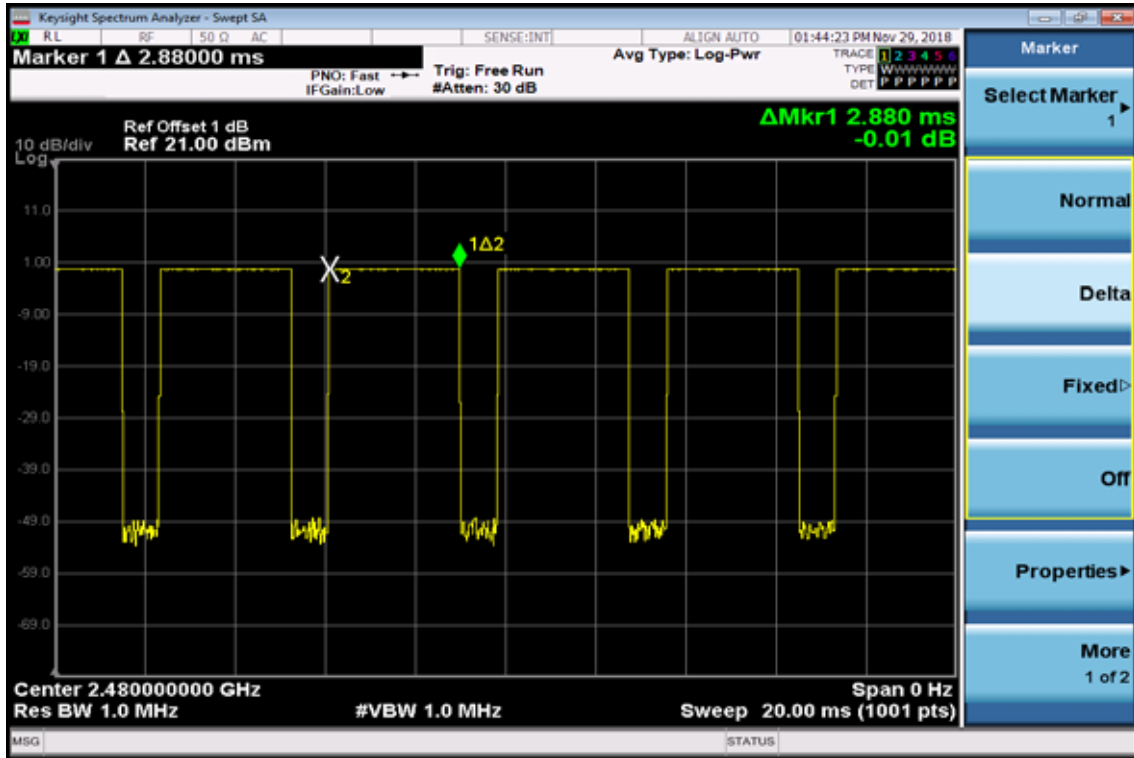 Keysight Spectrum Analyzer - Swept SA
RL RF 50 Ω AC SENSE:INT ALIGN AUTO 01:44:23 PM Nov 29, 2018
Marker 1 Δ 2.88000 ms
PNO: Fast
IFGain:Low
Trig: Free Run
#Atten: 30 dB
Avg Type: Log-Pwr
TRACE 1 2 3 4 5 6
TYPE WWWWWW
DET P P P P P P
ΔMkr1 2.880 ms
-0.01 dB
Ref Offset 1 dB
10 dB/div Ref 21.00 dBm
Log
11.0
1.00
-9.00
-19.0
-29.0
-39.0
-49.0
-59.0
-69.0
1Δ2
X2
Center 2.480000000 GHz Span 0 Hz
Res BW 1.0 MHz #VBW 1.0 MHz Sweep 20.00 ms (1001 pts)
MSG STATUS
Marker
Select Marker
1
Normal
Delta
Fixed
Off
Properties
More
1 of 2